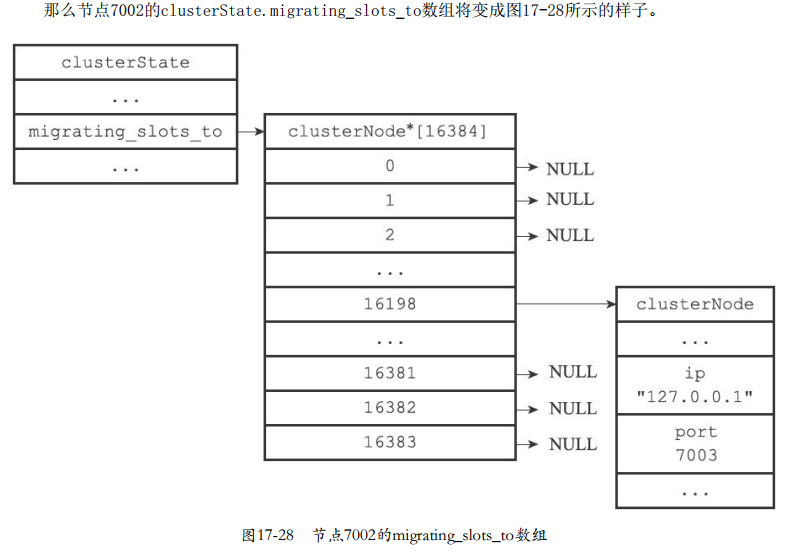 那么节点7002的clusterState.migrating_slots_to数组将变成图17-28所示的样子。
clusterState
...
migrating_slots_to
...
clusterNode*[16384]
0
NULL
1
NULL
2
NULL
...
16198
...
16381
NULL
16382
NULL
16383
NULL
clusterNode
...
ip
"127.0.0.1"
port
7003
...
图17-28 节点7002的migrating_slots_to数组